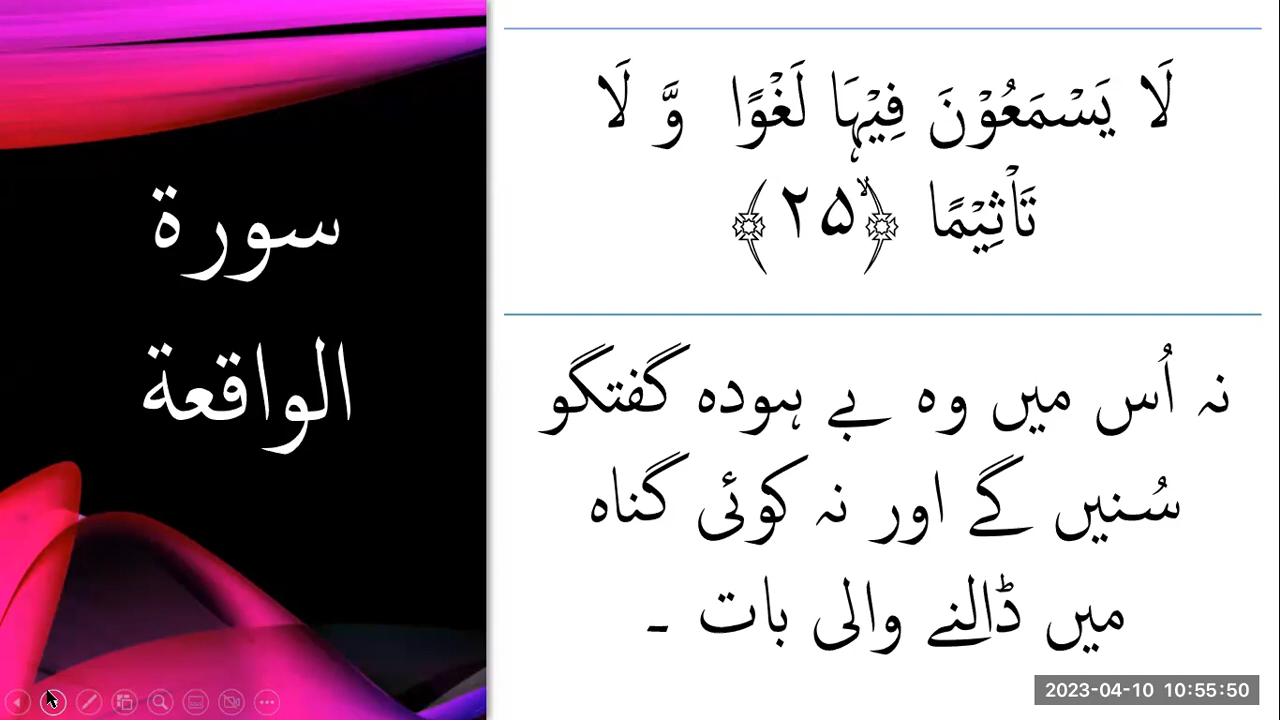 سورة
الواقعة
لَا یَسْمَعُوْنَ فِیْہَا لَغْوًا وَّ لَا
تَاْثِیْمًا ﴿ۙ۲۵﴾
نہ اُس میں وہ بے ہودہ گفتگو
سُنیں گے اور نہ کوئی گناہ
میں ڈالنے والی بات ۔
2023-04-10 10:55:50